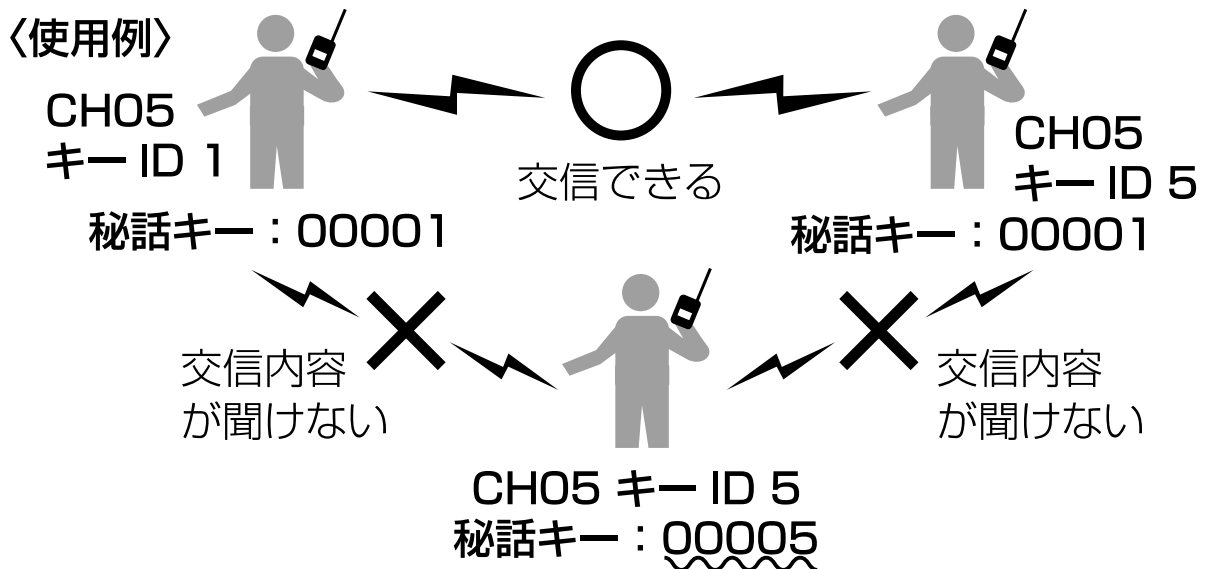 〈使用例〉
CH05
キー ID 1
秘話キー：00001
交信できる
CH05
キー ID 5
秘話キー：00001
交信内容
が聞けない
交信内容
が聞けない
CH05 キー ID 5
秘話キー：00005